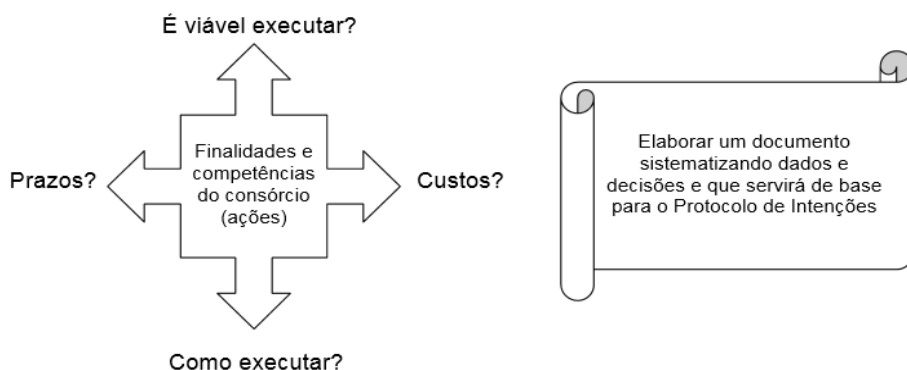 É viável executar?
Prazos?
Finalidades e
competências
do consórcio
(ações)
Custos?
Como executar?
Elaborar um documento
sistematizando dados e
decisões e que servirá de base
para o Protocolo de Intenções